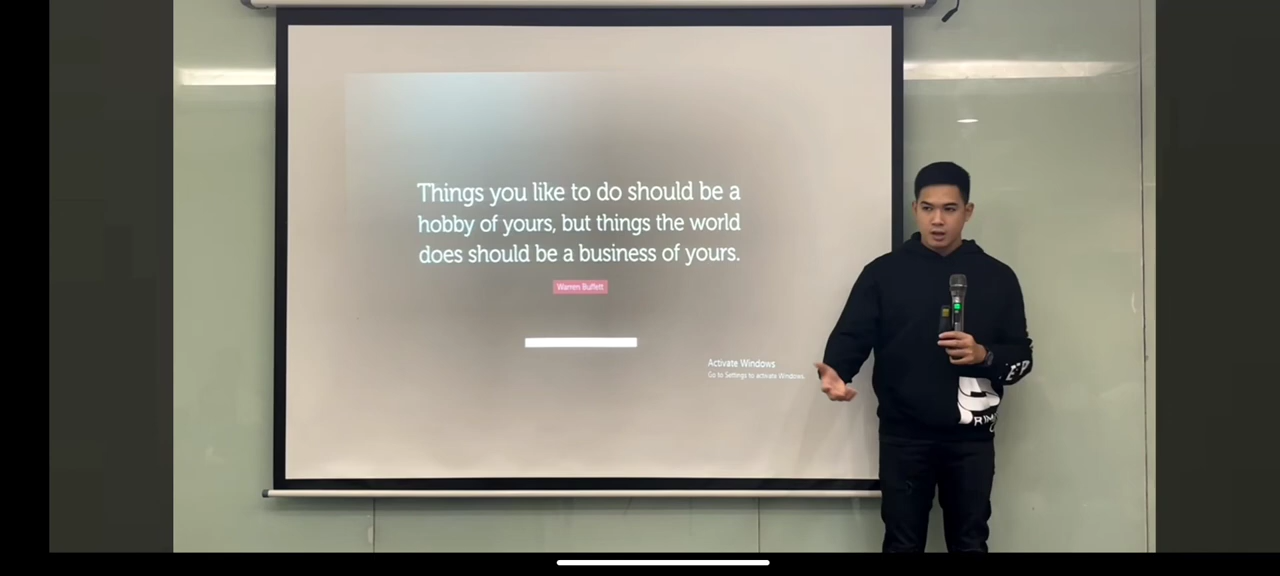 Things you like to do should be a
hobby of yours, but things the world
does should be a business of yours.
Warren Buffett
Activate Windows
Go to Settings to activate Windows.